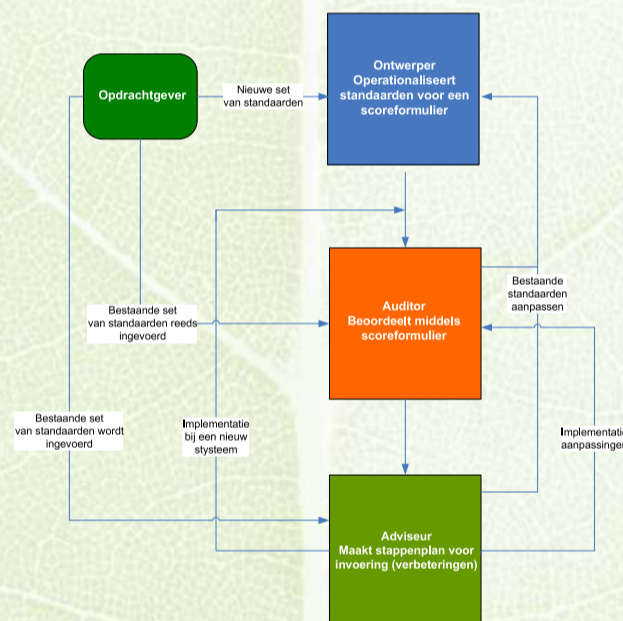 Opdrachtgever
Nieuwe set
van standaarden
Ontwerper
Operationaliseert
standaarden voor een
scoreformulier
Bestaande set
van standaarden reeds
ingevoerd
Auditor
Beoordeelt middels
scoreformulier
Bestaande
standaarden
aanpassen
Bestaande set
van standaarden wordt
ingevoerd
Implementatie
bij een nieuw
stysteem
Implementatie
aanpassingen
Adviseur
Maakt stappenplan voor
invoering (verbeteringen)